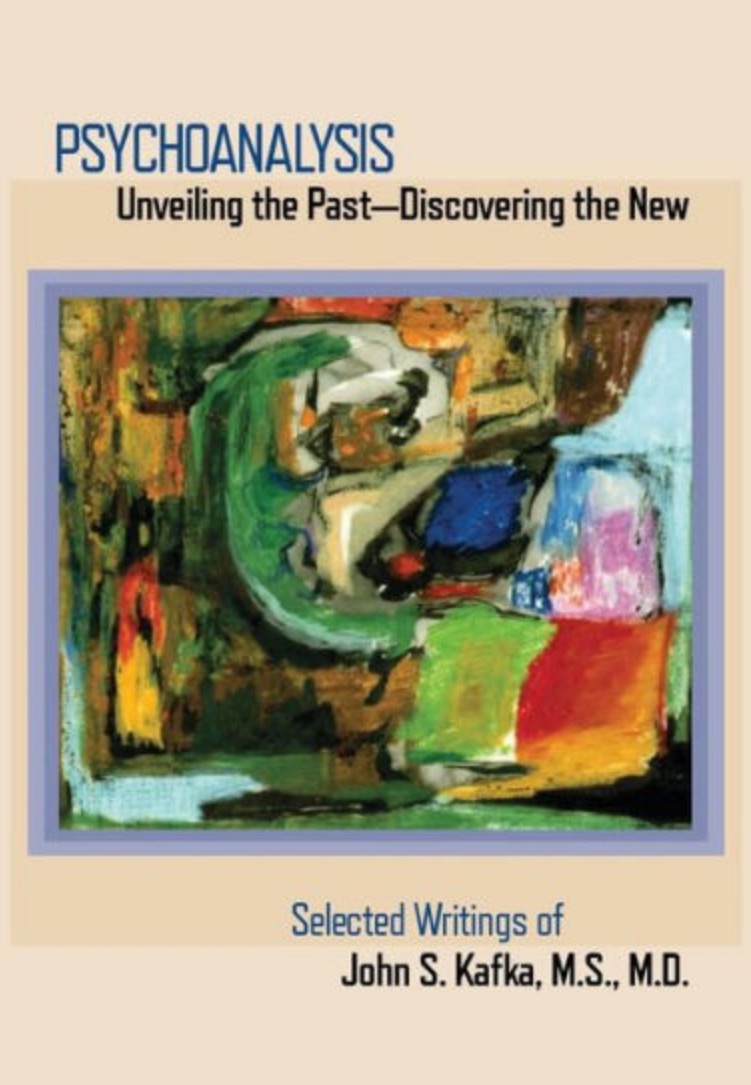 PSYCHOANALYSIS
Unveiling the Past—Discovering the New
Selected Writings of
John S. Kafka, M.S., M.D.